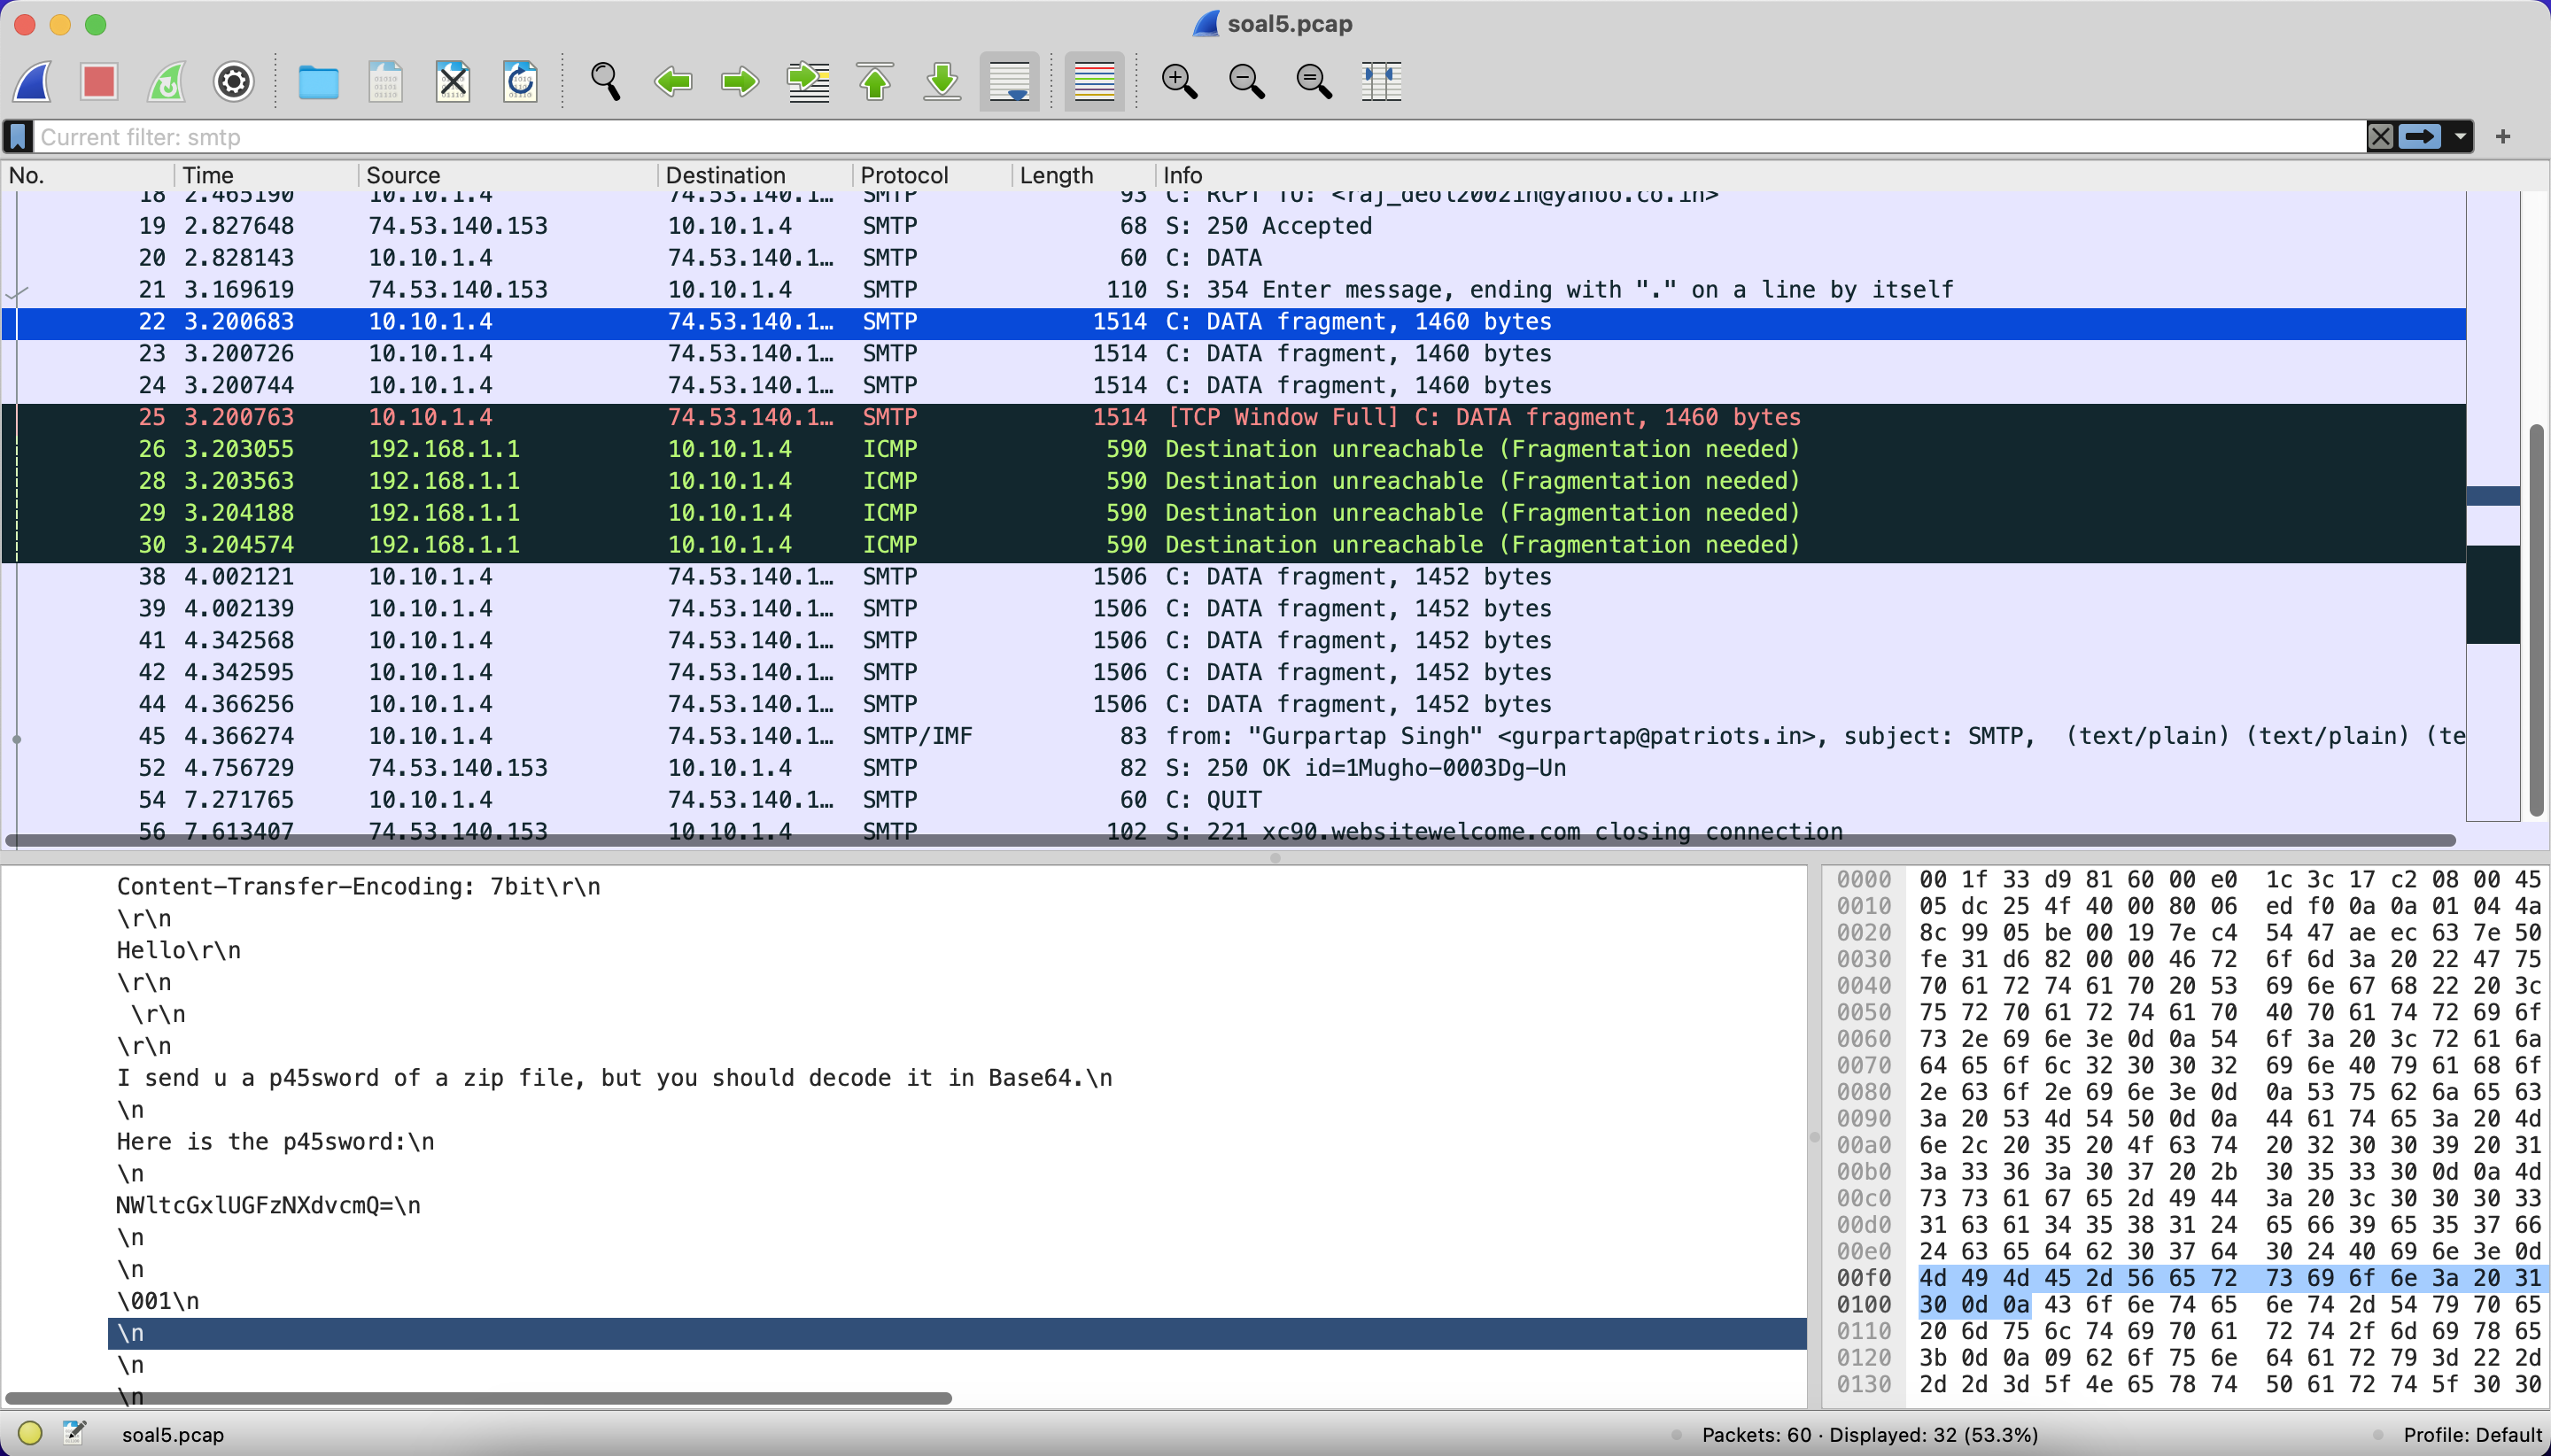 soal5.pcap
Current filter: smtp
No. Time Source Destination Protocol Length Info
18 2.465190 10.10.1.4 74.53.140.1… SMTP 93 C: RCPT TO: <raj_deol2002in@yahoo.co.in>
19 2.827648 74.53.140.153 10.10.1.4 SMTP 68 S: 250 Accepted
20 2.828143 10.10.1.4 74.53.140.1… SMTP 60 C: DATA
21 3.169619 74.53.140.153 10.10.1.4 SMTP 110 S: 354 Enter message, ending with "." on a line by itself
22 3.200683 10.10.1.4 74.53.140.1… SMTP 1514 C: DATA fragment, 1460 bytes
23 3.200726 10.10.1.4 74.53.140.1… SMTP 1514 C: DATA fragment, 1460 bytes
24 3.200744 10.10.1.4 74.53.140.1… SMTP 1514 C: DATA fragment, 1460 bytes
25 3.200763 10.10.1.4 74.53.140.1… SMTP 1514 [TCP Window Full] C: DATA fragment, 1460 bytes
26 3.203055 192.168.1.1 10.10.1.4 ICMP 590 Destination unreachable (Fragmentation needed)
28 3.203563 192.168.1.1 10.10.1.4 ICMP 590 Destination unreachable (Fragmentation needed)
29 3.204188 192.168.1.1 10.10.1.4 ICMP 590 Destination unreachable (Fragmentation needed)
30 3.204574 192.168.1.1 10.10.1.4 ICMP 590 Destination unreachable (Fragmentation needed)
38 4.002121 10.10.1.4 74.53.140.1… SMTP 1506 C: DATA fragment, 1452 bytes
39 4.002139 10.10.1.4 74.53.140.1… SMTP 1506 C: DATA fragment, 1452 bytes
41 4.342568 10.10.1.4 74.53.140.1… SMTP 1506 C: DATA fragment, 1452 bytes
42 4.342595 10.10.1.4 74.53.140.1… SMTP 1506 C: DATA fragment, 1452 bytes
44 4.366256 10.10.1.4 74.53.140.1… SMTP 1506 C: DATA fragment, 1452 bytes
45 4.366274 10.10.1.4 74.53.140.1… SMTP/IMF 83 from: "Gurpartap Singh" <gurpartap@patriots.in>, subject: SMTP,  (text/plain) (text/plain) (te
52 4.756729 74.53.140.153 10.10.1.4 SMTP 82 S: 250 OK id=1Mugho-0003Dg-Un
54 7.271765 10.10.1.4 74.53.140.1… SMTP 60 C: QUIT
56 7.613407 74.53.140.153 10.10.1.4 SMTP 102 S: 221 xc90.websitewelcome.com closing connection
Content-Transfer-Encoding: 7bit\r\n
\r\n
Hello\r\n
\r\n
 \r\n
\r\n
I send u a p45sword of a zip file, but you should decode it in Base64.\n
\n
Here is the p45sword:\n
\n
NWltcGxlUGFzNXdvcmQ=\n
\n
\n
\001\n
\n
\n
\n
0000 00 1f 33 d9 81 60 00 e0 1c 3c 17 c2 08 00 45
0010 05 dc 25 4f 40 00 80 06 ed f0 0a 0a 01 04 4a
0020 8c 99 05 be 00 19 7e c4 54 47 ae ec 63 7e 50
0030 fe 31 d6 82 00 00 46 72 6f 6d 3a 20 22 47 75
0040 70 61 72 74 61 70 20 53 69 6e 67 68 22 20 3c
0050 75 72 70 61 72 74 61 70 40 70 61 74 72 69 6f
0060 73 2e 69 6e 3e 0d 0a 54 6f 3a 20 3c 72 61 6a
0070 64 65 6f 6c 32 30 30 32 69 6e 40 79 61 68 6f
0080 2e 63 6f 2e 69 6e 3e 0d 0a 53 75 62 6a 65 63
0090 3a 20 53 4d 54 50 0d 0a 44 61 74 65 3a 20 4d
00a0 6e 2c 20 35 20 4f 63 74 20 32 30 30 39 20 31
00b0 3a 33 36 3a 30 37 20 2b 30 35 33 30 0d 0a 4d
00c0 73 73 61 67 65 2d 49 44 3a 20 3c 30 30 30 33
00d0 31 63 61 34 35 38 31 24 65 66 39 65 35 37 66
00e0 24 63 65 64 62 30 37 64 30 24 40 69 6e 3e 0d
00f0 4d 49 4d 45 2d 56 65 72 73 69 6f 6e 3a 20 31
0100 30 0d 0a 43 6f 6e 74 65 6e 74 2d 54 79 70 65
0110 20 6d 75 6c 74 69 70 61 72 74 2f 6d 69 78 65
0120 3b 0d 0a 09 62 6f 75 6e 64 61 72 79 3d 22 2d
0130 2d 2d 3d 5f 4e 65 78 74 50 61 72 74 5f 30 30
soal5.pcap
Packets: 60 · Displayed: 32 (53.3%)
Profile: Default